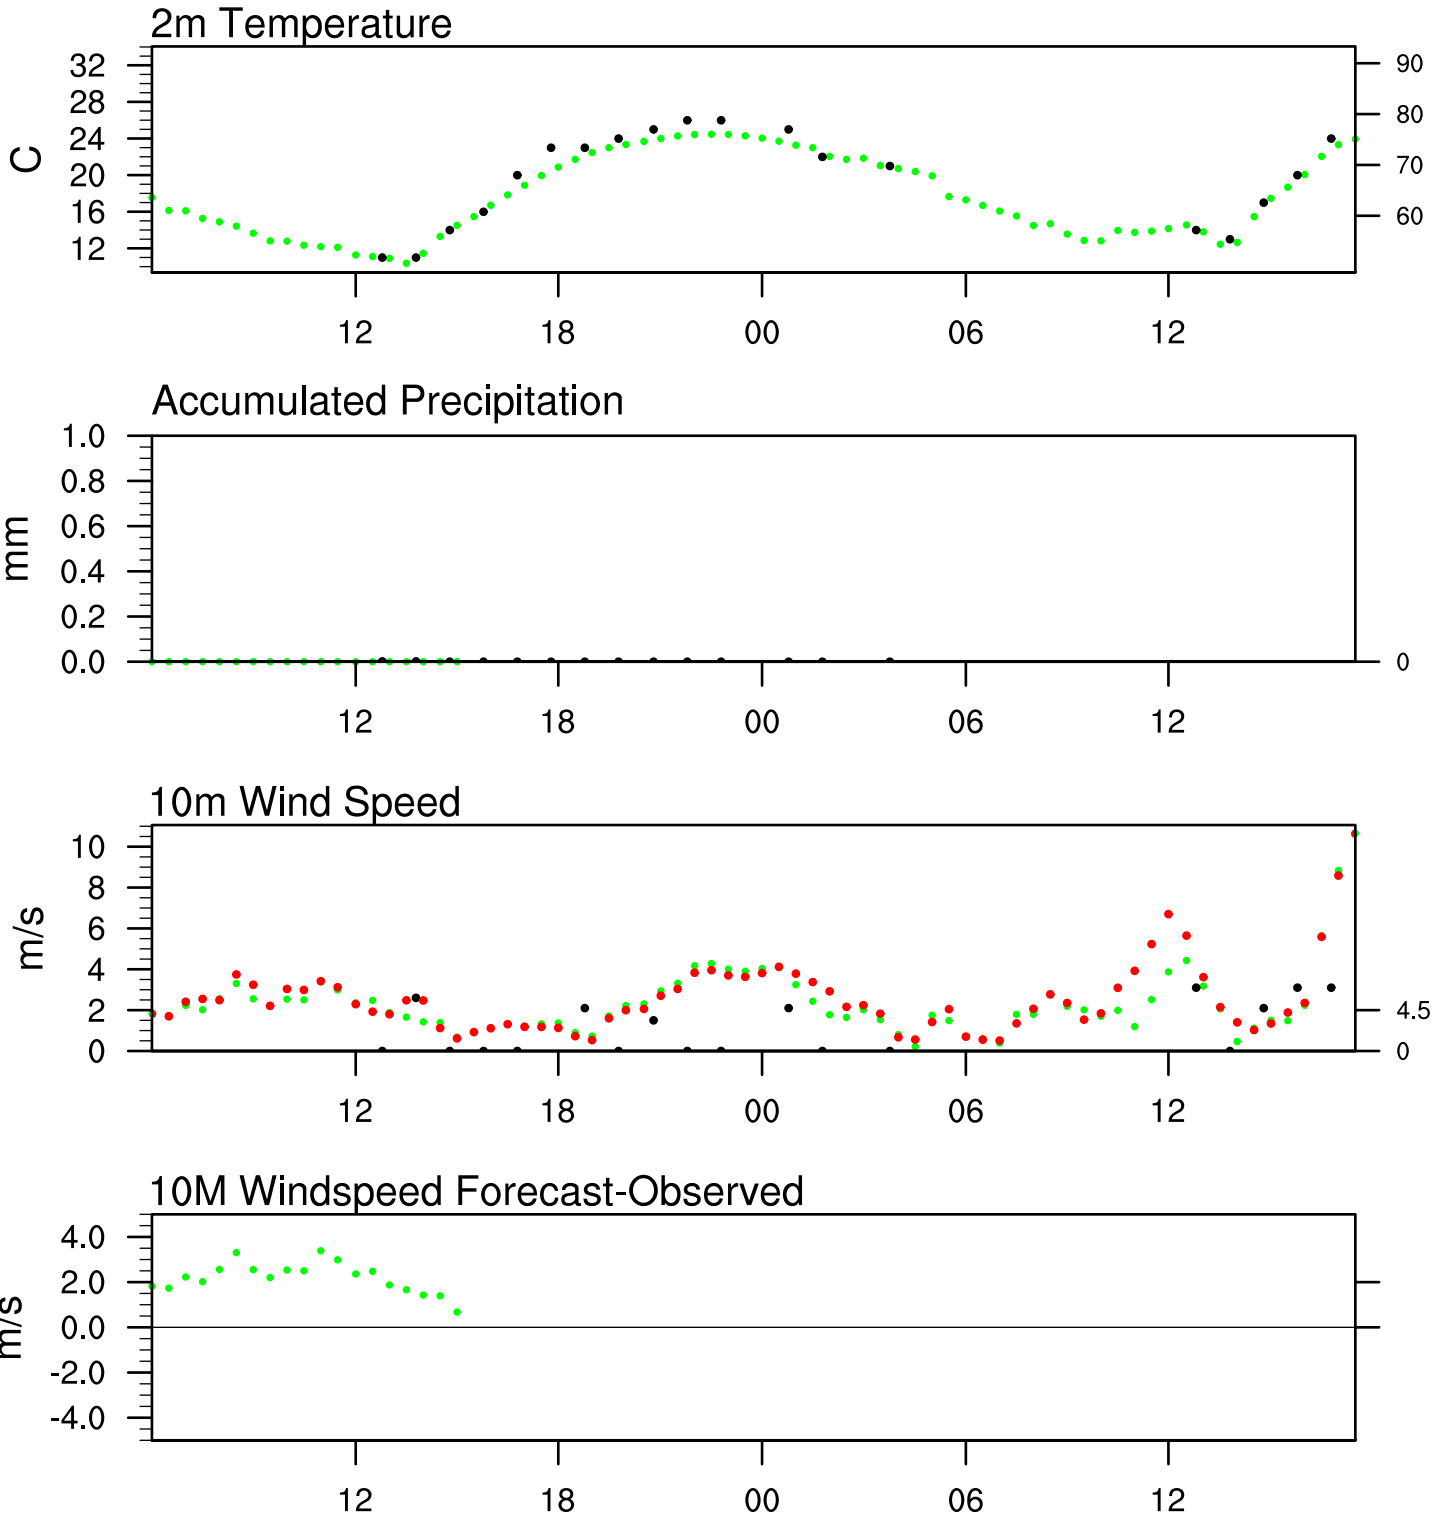 2m Temperature
32
28
24
20
16
12
C
90
80
70
60
12 18 00 06 12
Accumulated Precipitation
1.0
0.8
0.6
0.4
0.2
0.0
mm
0
12 18 00 06 12
10m Wind Speed
10
8
6
4
2
0
m/s
4.5
0
12 18 00 06 12
10M Windspeed Forecast-Observed
4.0
2.0
0.0
-2.0
-4.0
m/s
12 18 00 06 12